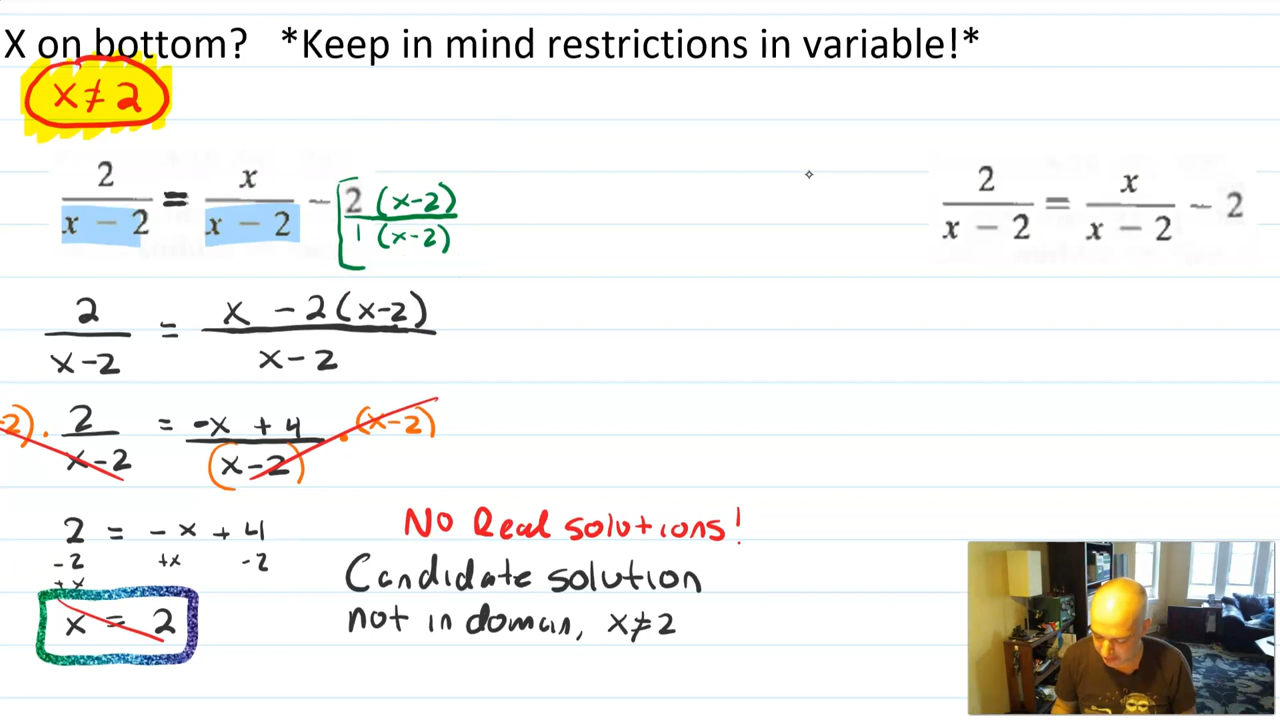 X on bottom? *Keep in mind restrictions in variable!*
x ≠ 2
2/(x − 2) = x/(x − 2) − 2 (x-2)/1 (x-2)
2/(x − 2) = x/(x − 2) − 2
2/(x-2) = (x - 2(x-2))/(x-2)
2) · 2/(x-2) = (-x + 4)/(x-2) · (x-2)
2 = -x + 4
-2 +x -2
+x
x = 2
No Real solutions!
Candidate solution
not in doman, x≠2